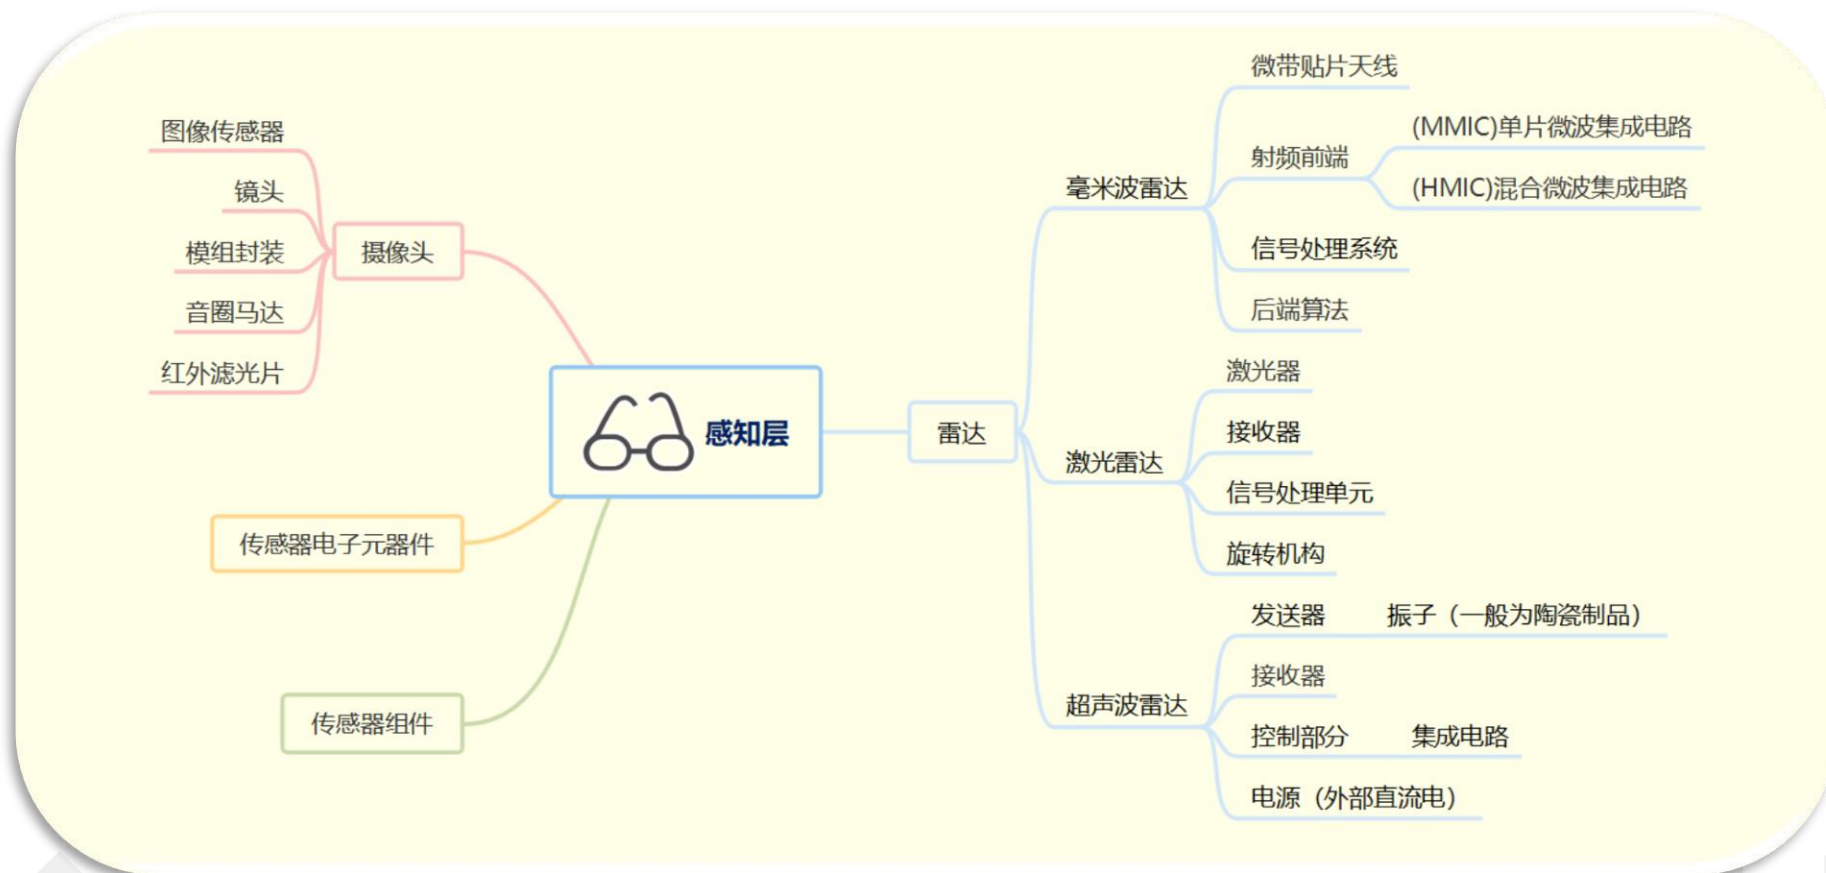 图像传感器
镜头
模组封装
音圈马达
红外滤光片
摄像头
感知层
传感器电子元器件
传感器组件
雷达
毫米波雷达
微带贴片天线
射频前端
(MMIC)单片微波集成电路
(HMIC)混合微波集成电路
信号处理系统
后端算法
激光雷达
激光器
接收器
信号处理单元
旋转机构
超声波雷达
发送器 振子（一般为陶瓷制品）
接收器
控制部分 集成电路
电源（外部直流电）